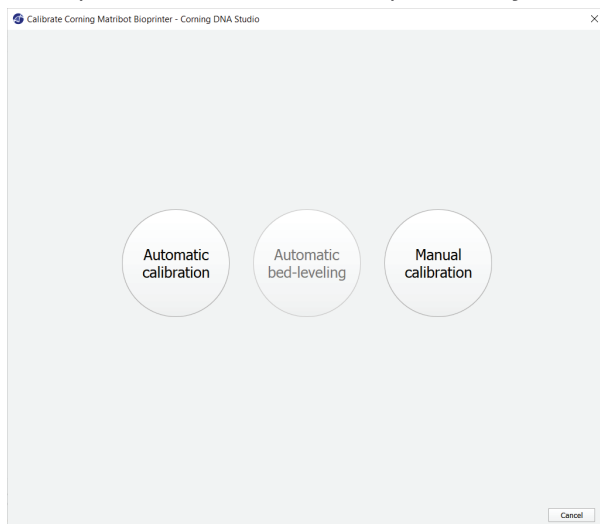 Calibrate Corning Matribot Bioprinter - Corning DNA Studio
Automatic
calibration
Automatic
bed-leveling
Manual
calibration
Cancel